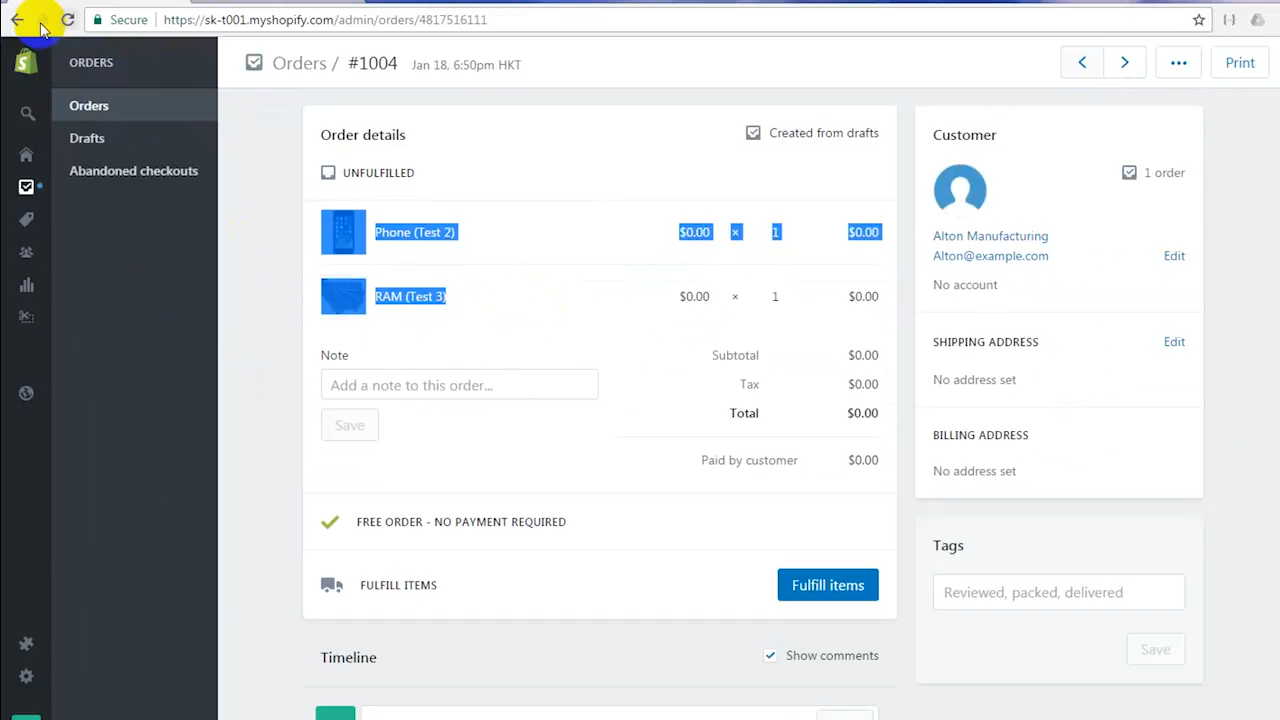 Secure https://sk-t001.myshopify.com/admin/orders/4817516111
ORDERS
Orders
Drafts
Abandoned checkouts
Orders / #1004 Jan 18, 6:50pm HKT
Print
Order details
Created from drafts
UNFULFILLED
Phone (Test 2) $0.00 × 1 $0.00
RAM (Test 3) $0.00 × 1 $0.00
Note
Add a note to this order...
Save
Subtotal $0.00
Tax $0.00
Total $0.00
Paid by customer $0.00
FREE ORDER - NO PAYMENT REQUIRED
FULFILL ITEMS
Fulfill items
Timeline
Show comments
Customer
1 order
Alton Manufacturing
Alton@example.com Edit
No account
SHIPPING ADDRESS Edit
No address set
BILLING ADDRESS
No address set
Tags
Reviewed, packed, delivered
Save